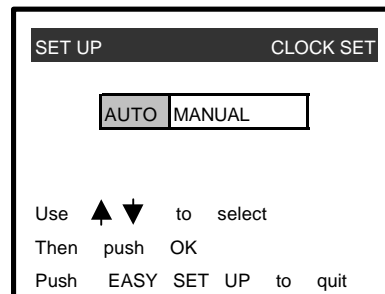 SET UP CLOCK SET
AUTO MANUAL
Use ▲ ▼ to select
Then push OK
Push EASY SET UP to quit